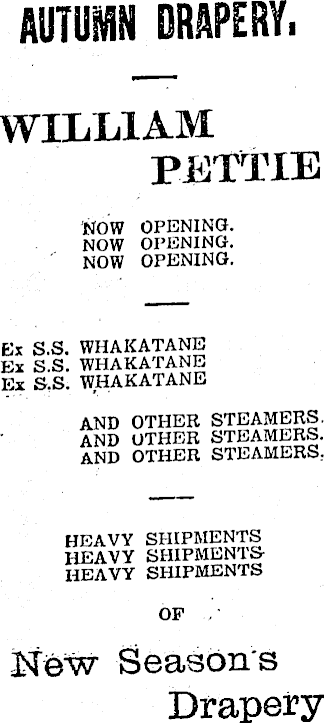 AUTUMN DRAPERY.
WILLIAM
PETTIE
NOW OPENING.
NOW OPENING.
NOW OPENING.
Ex S.S. WHAKATANE
Ex S.S. WHAKATANE
Ex S.S. WHAKATANE
AND OTHER STEAMERS.
AND OTHER STEAMERS.
AND OTHER STEAMERS.
HEAVY SHIPMENTS
HEAVY SHIPMENTS
HEAVY SHIPMENTS
OF
New Season's
Drapery